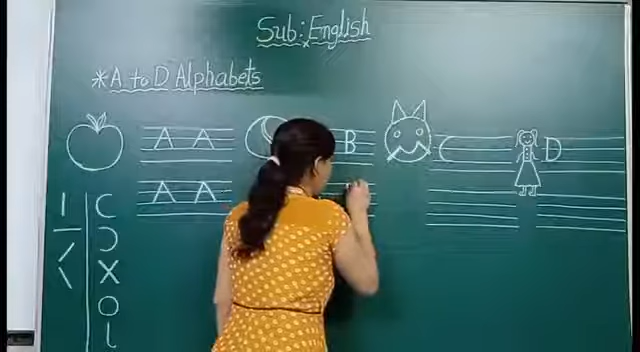 Sub: English
*A to D Alphabets
A A B C D
A A
| C
— Ɔ
/ X
\ O
l